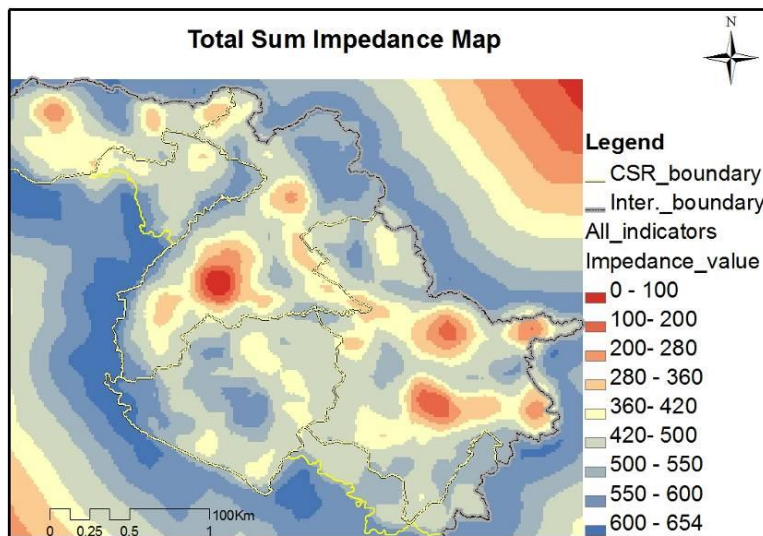 Total Sum Impedance Map
N
Legend
CSR_boundary
Inter._boundary
All_indicators
Impedance_value
0 - 100
100- 200
200- 280
280 - 360
360- 420
420- 500
500 - 550
550 - 600
600 - 654
100Km
0 0.25 0.5 1